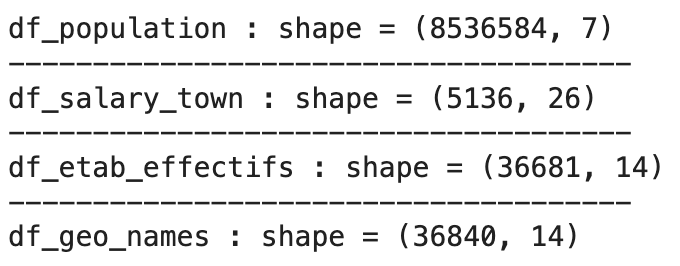 df_population : shape = (8536584, 7)
-------------------------------------
df_salary_town : shape = (5136, 26)
-------------------------------------
df_etab_effectifs : shape = (36681, 14)
-------------------------------------
df_geo_names : shape = (36840, 14)